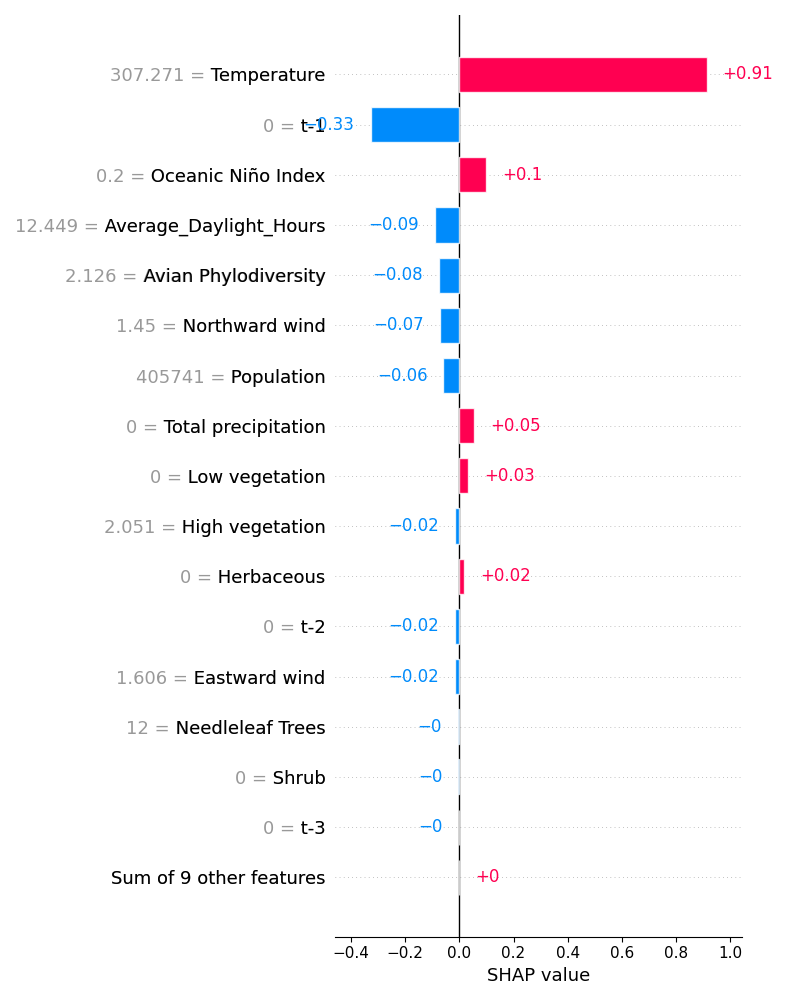 307.271 = Temperature +0.91
0 = t-1 −0.33
0.2 = Oceanic Niño Index +0.1
12.449 = Average_Daylight_Hours −0.09
2.126 = Avian Phylodiversity −0.08
1.45 = Northward wind −0.07
405741 = Population −0.06
0 = Total precipitation +0.05
0 = Low vegetation +0.03
2.051 = High vegetation −0.02
0 = Herbaceous +0.02
0 = t-2 −0.02
1.606 = Eastward wind −0.02
12 = Needleleaf Trees −0
0 = Shrub −0
0 = t-3 −0
Sum of 9 other features +0
−0.4 −0.2 0.0 0.2 0.4 0.6 0.8 1.0
SHAP value